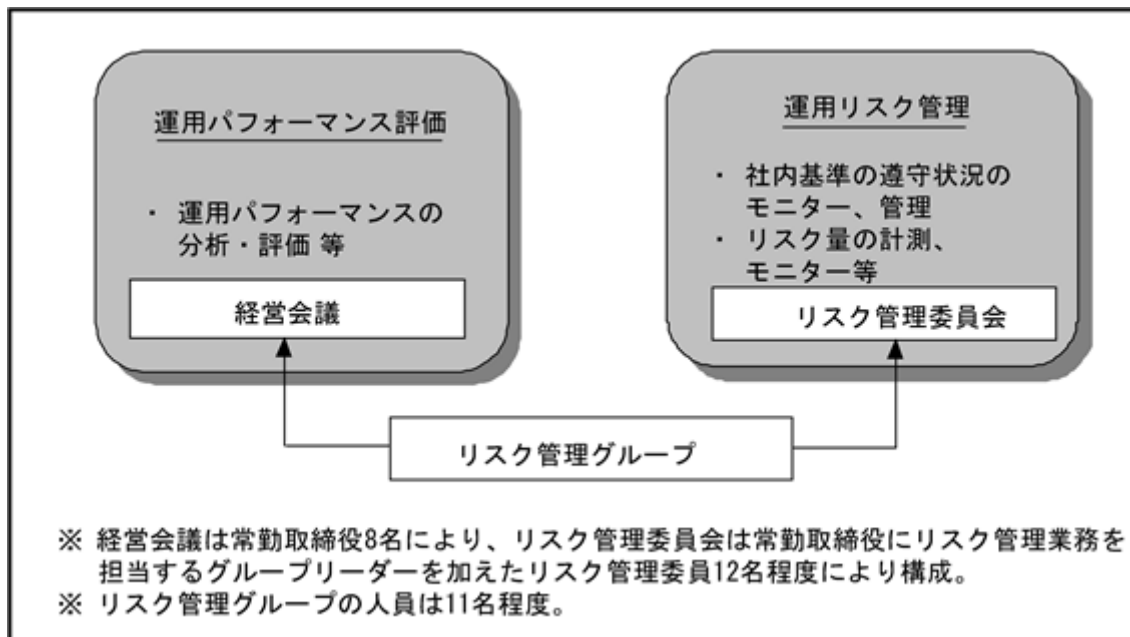 運用パフォーマンス評価
・ 運用パフォーマンスの
分析・評価 等
経営会議
運用リスク管理
・ 社内基準の遵守状況の
モニター、管理
・ リスク量の計測、
モニター等
リスク管理委員会
リスク管理グループ
※ 経営会議は常勤取締役8名により、リスク管理委員会は常勤取締役にリスク管理業務を
担当するグループリーダーを加えたリスク管理委員12名程度により構成。
※ リスク管理グループの人員は11名程度。